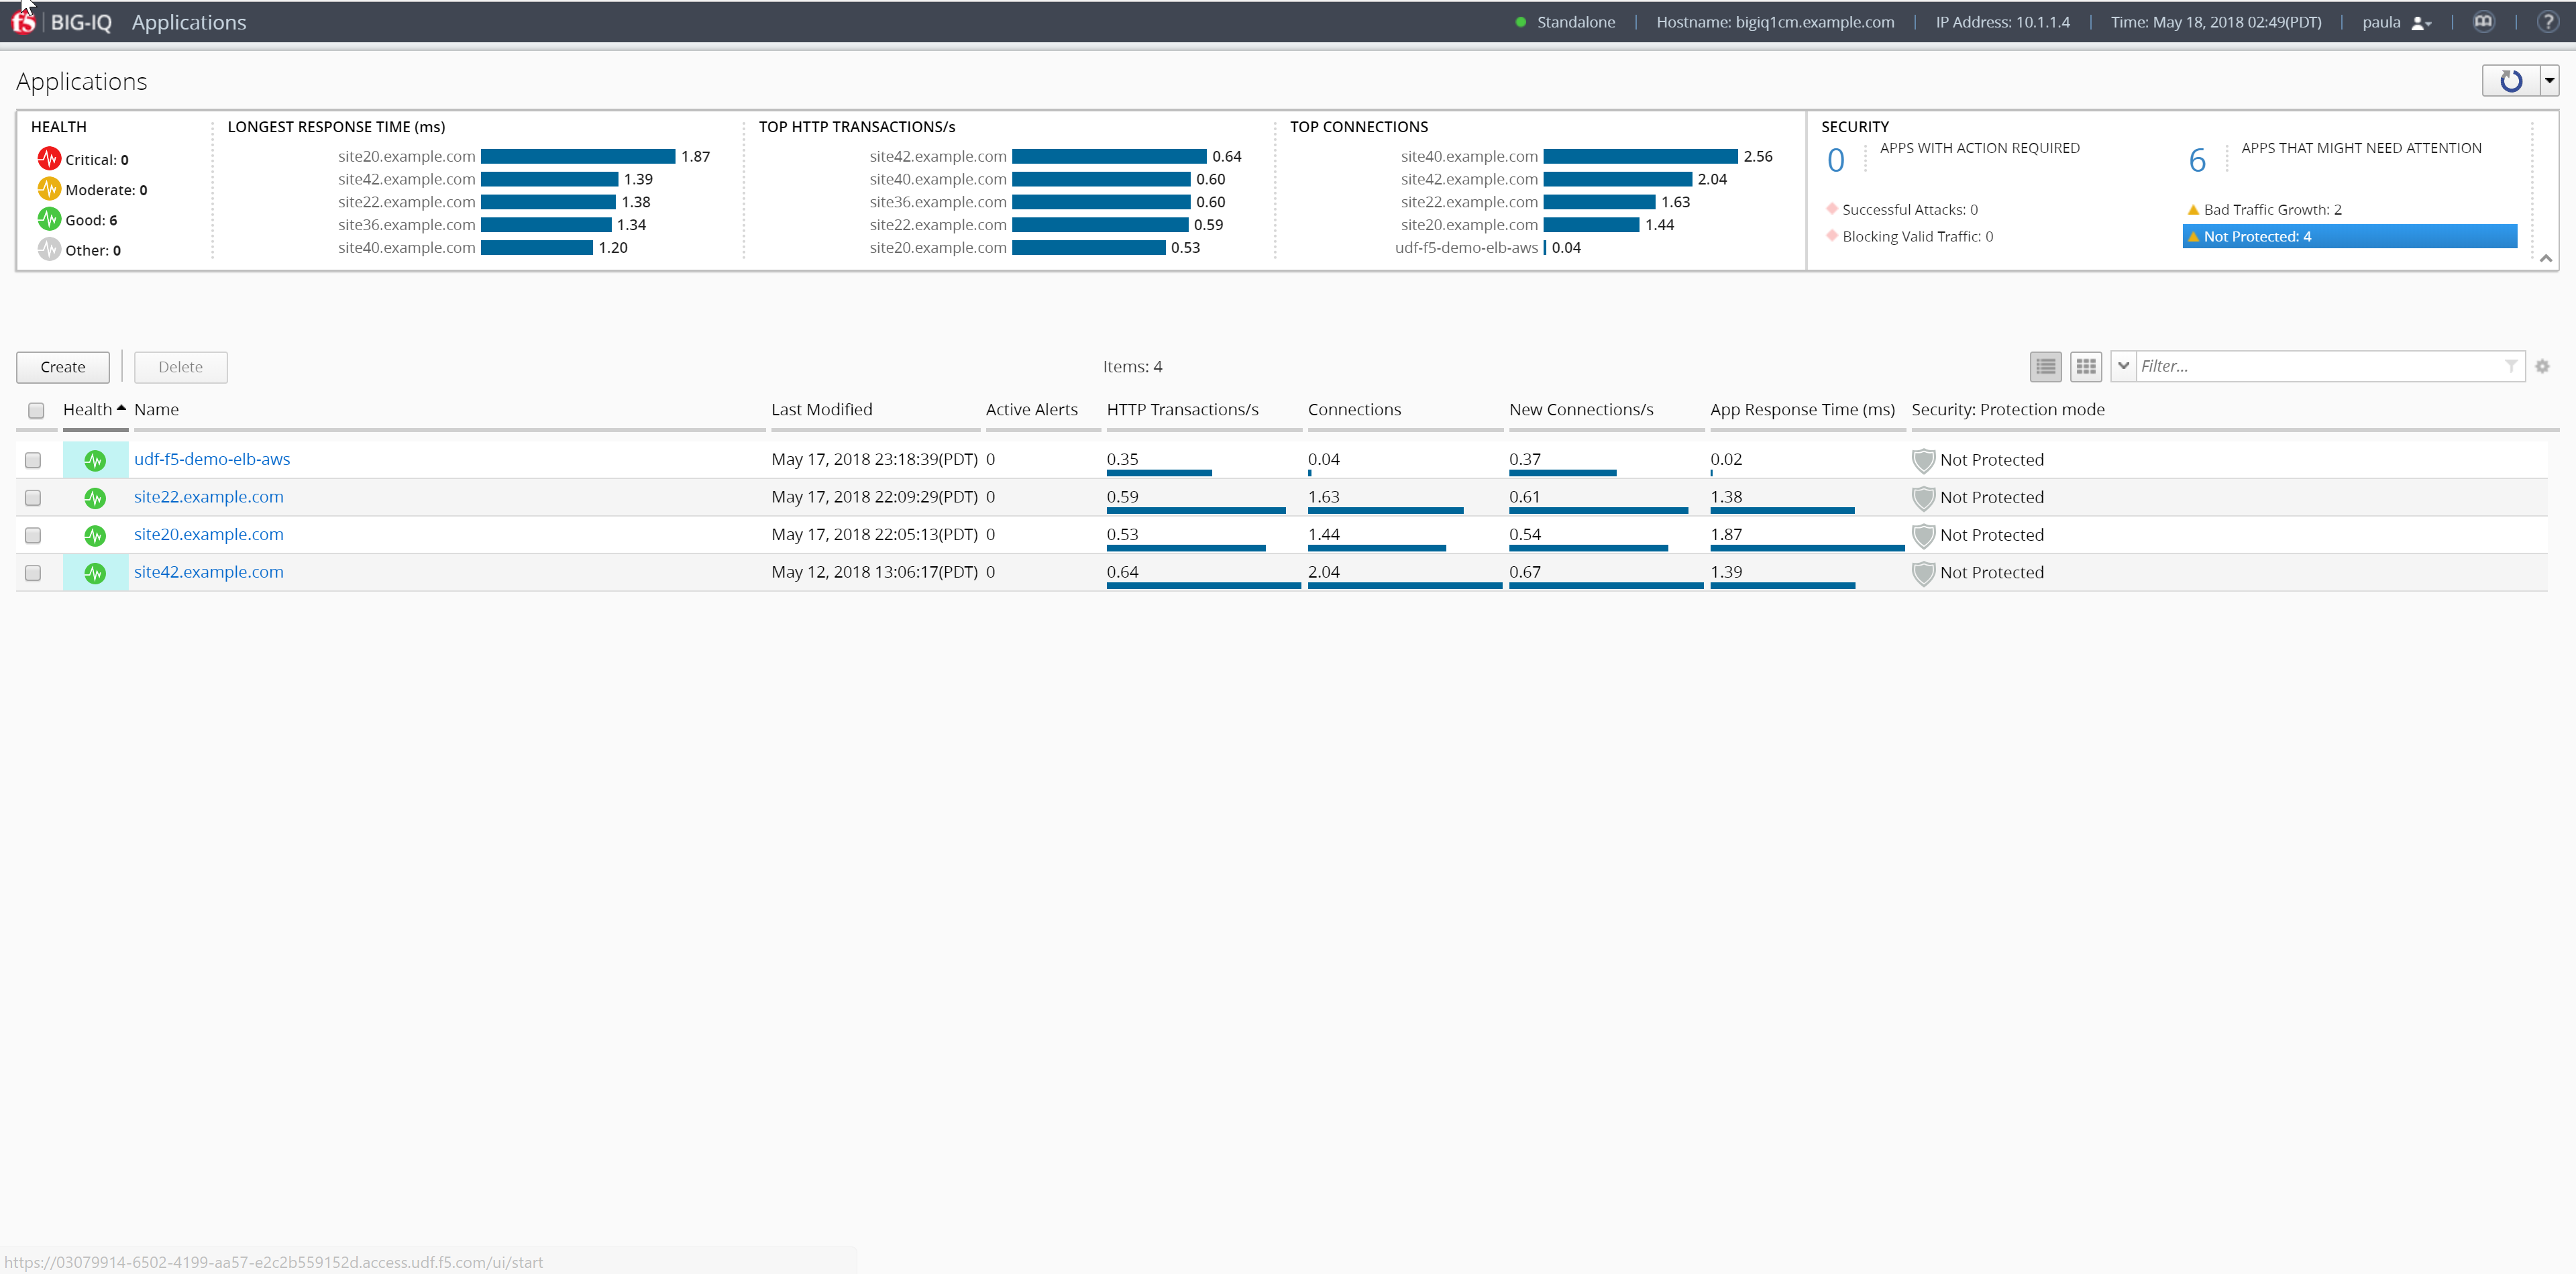 f5 BIG-IQ Applications Standalone Hostname: bigiq1cm.example.com IP Address: 10.1.1.4 Time: May 18, 2018 02:49(PDT) paula ?
Applications
HEALTH
Critical: 0
Moderate: 0
Good: 6
Other: 0
LONGEST RESPONSE TIME (ms)
site20.example.com 1.87
site42.example.com 1.39
site22.example.com 1.38
site36.example.com 1.34
site40.example.com 1.20
TOP HTTP TRANSACTIONS/s
site42.example.com 0.64
site40.example.com 0.60
site36.example.com 0.60
site22.example.com 0.59
site20.example.com 0.53
TOP CONNECTIONS
site40.example.com 2.56
site42.example.com 2.04
site22.example.com 1.63
site20.example.com 1.44
udf-f5-demo-elb-aws 0.04
SECURITY
0 APPS WITH ACTION REQUIRED
Successful Attacks: 0
Blocking Valid Traffic: 0
6 APPS THAT MIGHT NEED ATTENTION
Bad Traffic Growth: 2
Not Protected: 4
Create Delete Items: 4 Filter...
Health Name Last Modified Active Alerts HTTP Transactions/s Connections New Connections/s App Response Time (ms) Security: Protection mode
udf-f5-demo-elb-aws May 17, 2018 23:18:39(PDT) 0 0.35 0.04 0.37 0.02 Not Protected
site22.example.com May 17, 2018 22:09:29(PDT) 0 0.59 1.63 0.61 1.38 Not Protected
site20.example.com May 17, 2018 22:05:13(PDT) 0 0.53 1.44 0.54 1.87 Not Protected
site42.example.com May 12, 2018 13:06:17(PDT) 0 0.64 2.04 0.67 1.39 Not Protected
https://03079914-6502-4199-aa57-e2c2b559152d.access.udf.f5.com/ui/start